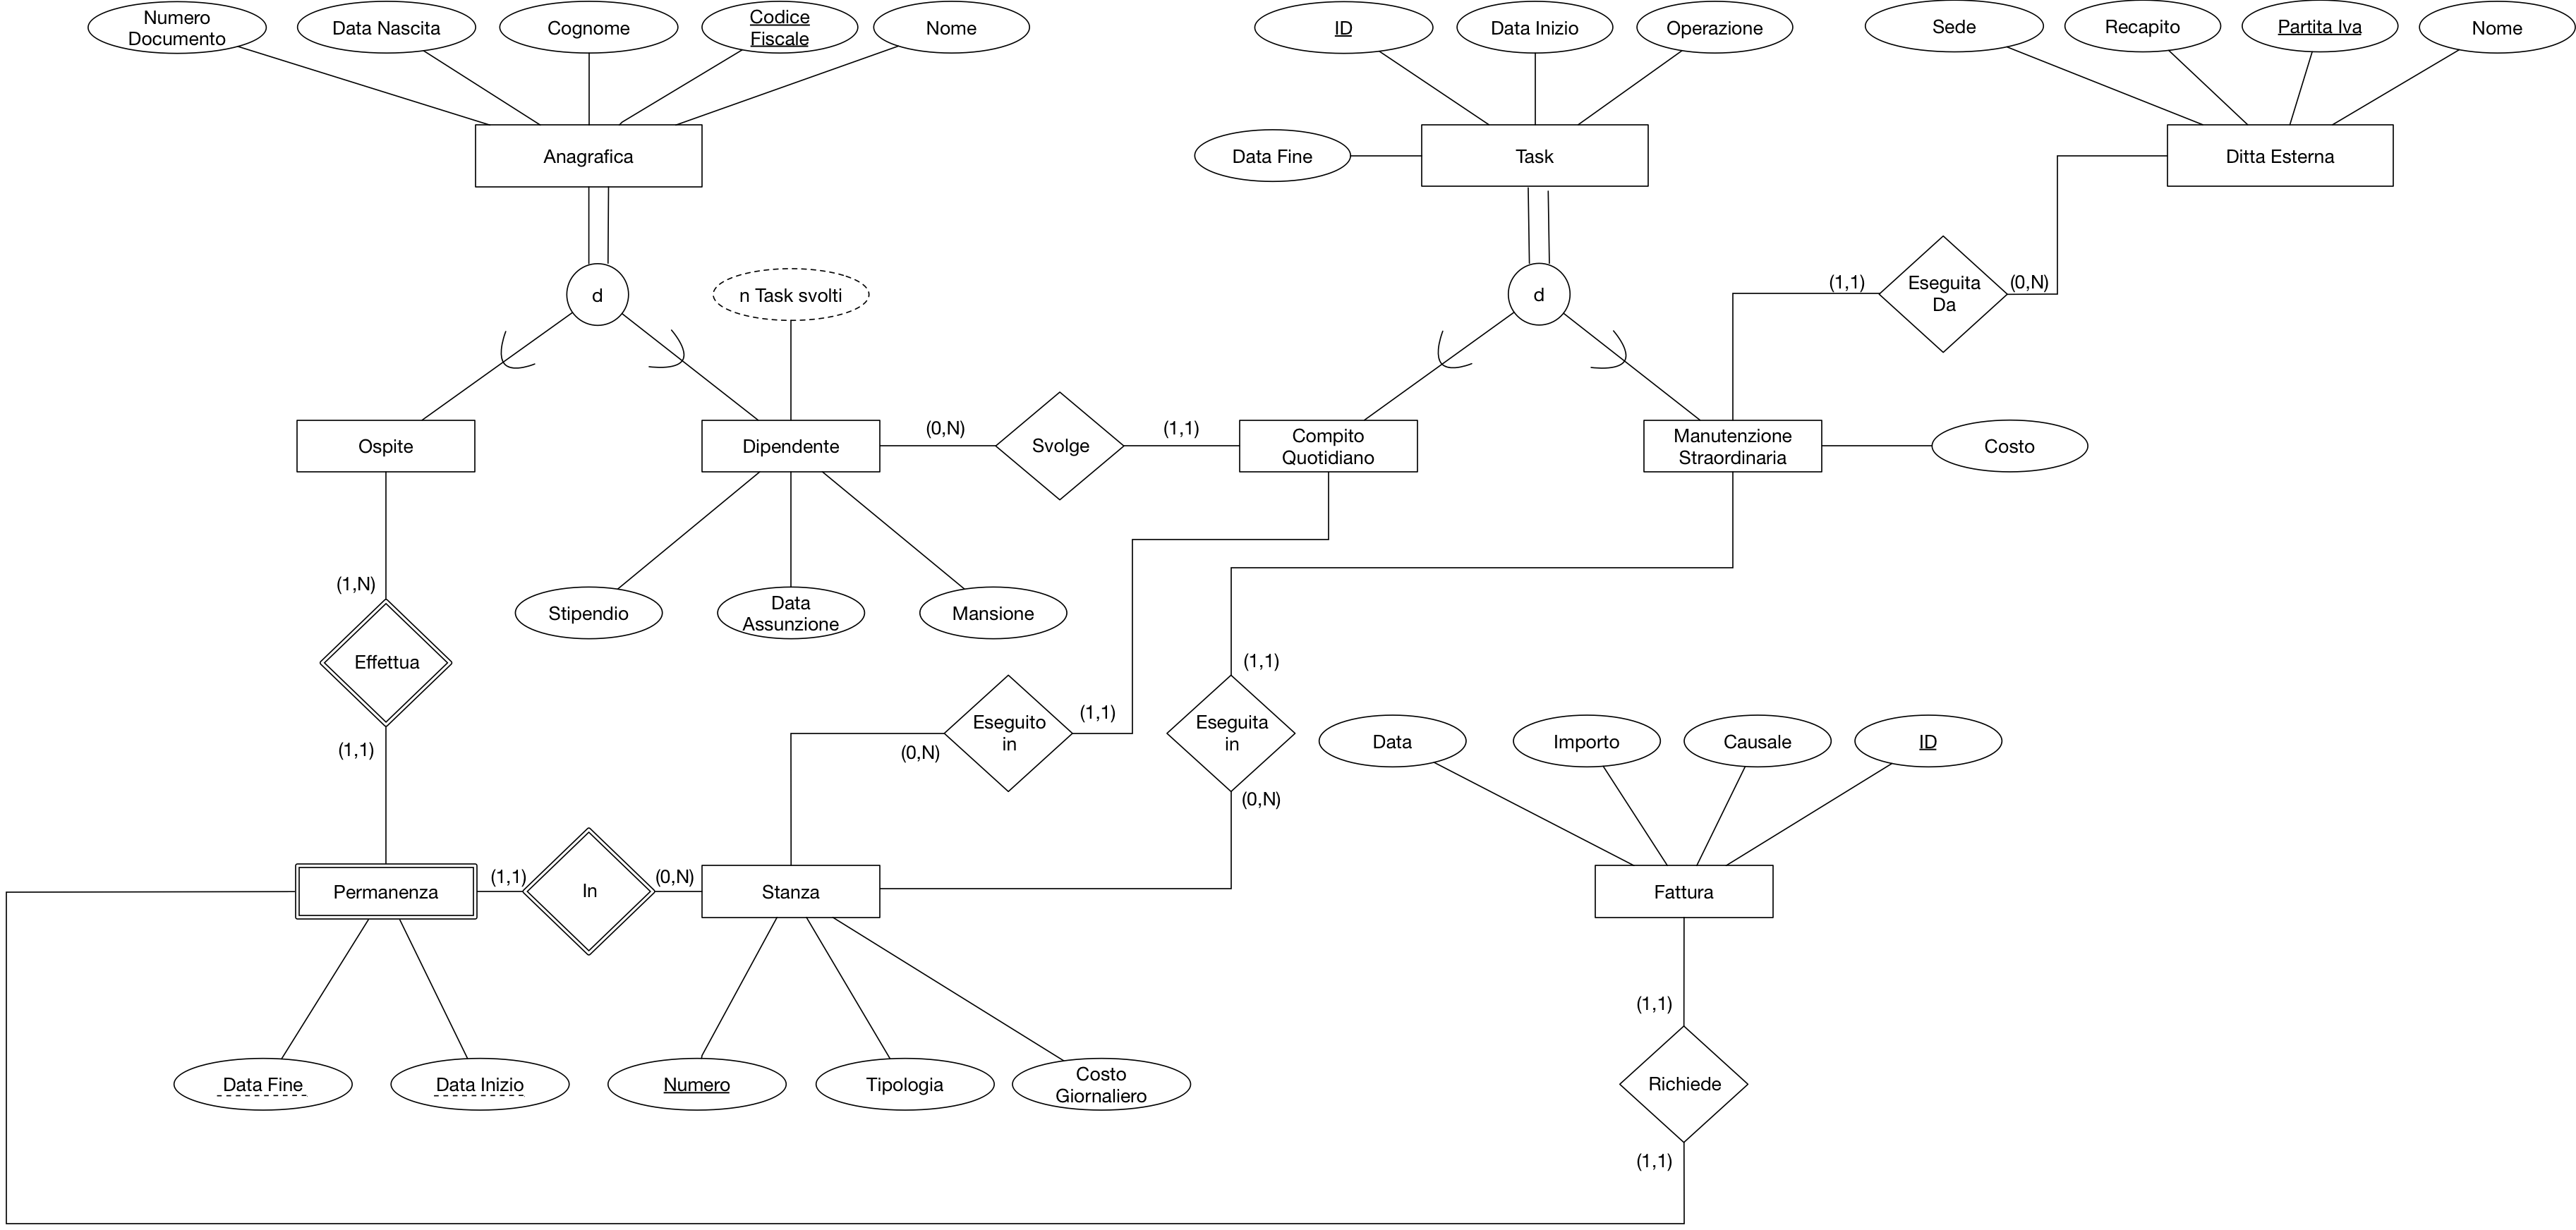 Numero
Documento
Data Nascita
Cognome
Codice
Fiscale
Nome
ID
Data Inizio
Operazione
Sede
Recapito
Partita Iva
Nome
Anagrafica
Data Fine
Task
Ditta Esterna
d
n Task svolti
d
(1,1)
Eseguita
Da
(0,N)
Ospite
Dipendente
(0,N)
Svolge
(1,1)
Compito
Quotidiano
Manutenzione
Straordinaria
Costo
(1,N)
Stipendio
Data
Assunzione
Mansione
Effettua
(1,1)
(1,1)
Eseguito
in
(1,1)
(0,N)
Eseguita
in
(0,N)
Data
Importo
Causale
ID
Permanenza
(1,1)
In
(0,N)
Stanza
Fattura
(1,1)
Data Fine
Data Inizio
Numero
Tipologia
Costo
Giornaliero
Richiede
(1,1)